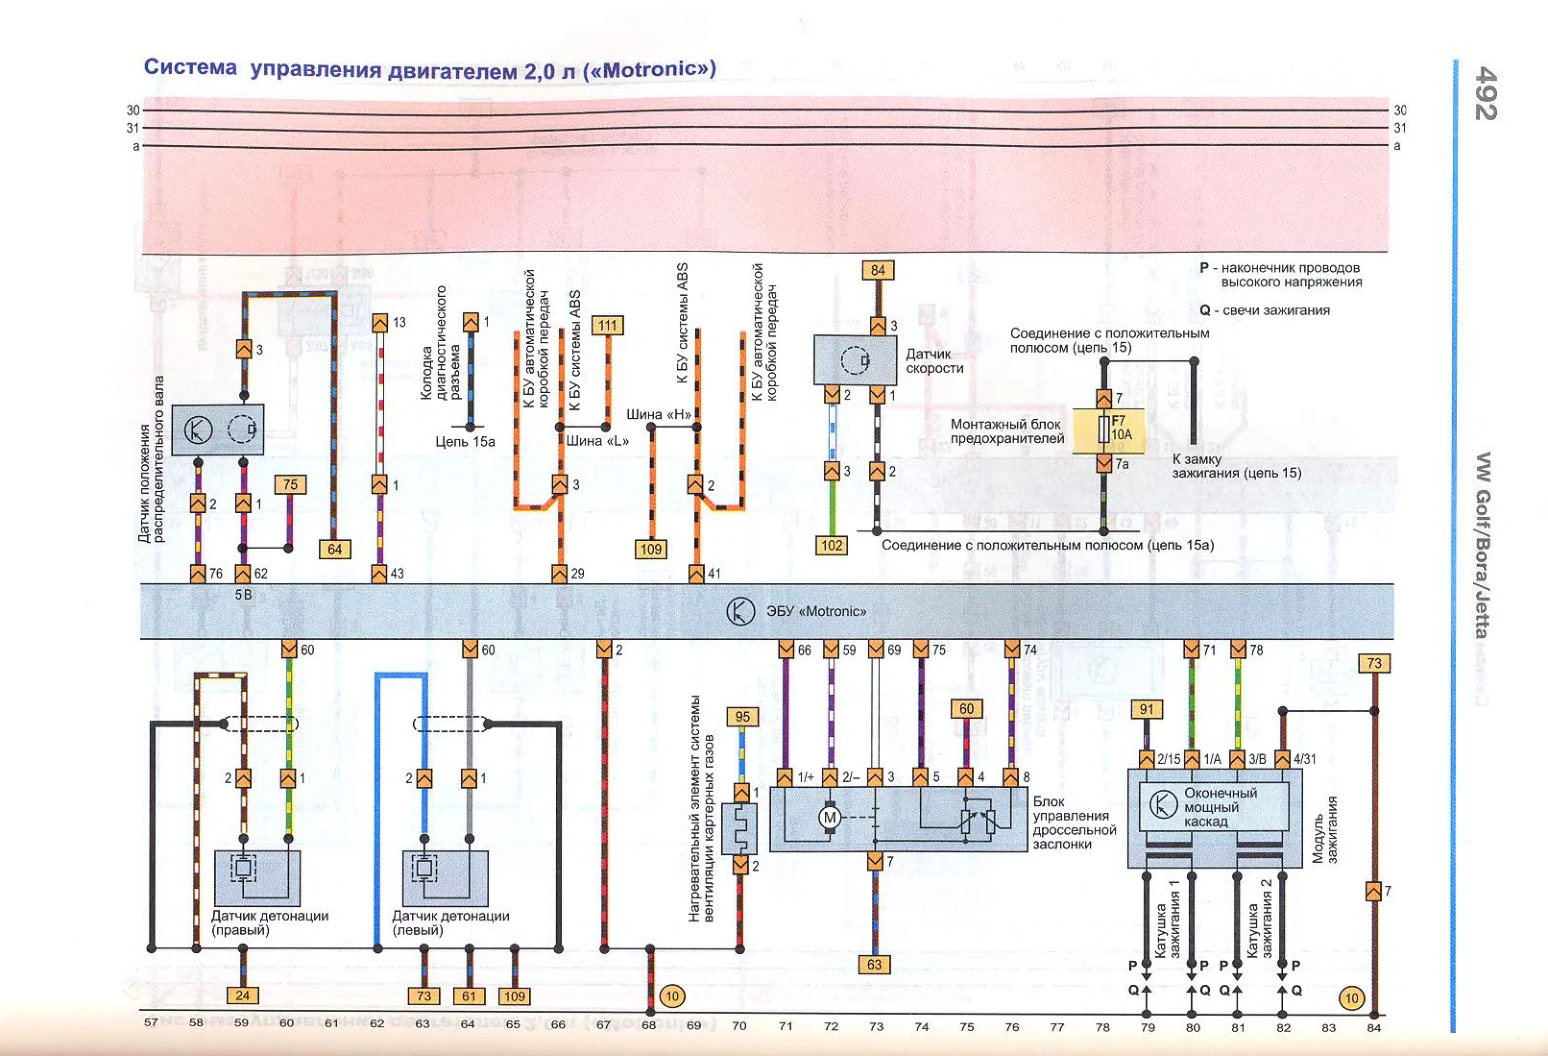 Система управления двигателем 2,0 л («Motronic»)
492
VW Golf/Bora/Jetta
30
30
31
31
a
a
P - наконечник проводов
высокого напряжения
Q - свечи зажигания
84
3
Датчик
скорости
2
1
3
2
102
Соединение с положительным
полюсом (цепь 15)
7
F7
10A
Монтажный блок
предохранителей
7a
К замку
зажигания (цепь 15)
Соединение с положительным полюсом (цепь 15а)
3
13
1
Колодка
диагностического
разъема
Цепь 15а
К БУ автоматической
коробкой передач
К БУ системы ABS
111
Шина «L»
К БУ системы ABS
К БУ автоматической
коробкой передач
Шина «H»
Датчик положения
распределительного вала
2
1
75
64
1
3
2
109
76
62
43
29
41
5 В
ЭБУ «Motronic»
60
60
2
66
59
69
75
74
71
78
73
95
60
91
2
1
2
1
1
2
Нагревательный элемент системы
вентиляции картерных газов
1/+
2/–
3
5
4
8
M
7
63
Блок
управления
дроссельной
заслонки
2/15
1/A
3/B
4/31
Оконечный
мощный
каскад
Модуль
зажигания
Катушка
зажигания 1
Катушка
зажигания 2
7
Датчик детонации
(правый)
Датчик детонации
(левый)
P
P
P
P
Q
Q
Q
Q
24
73
61
109
10
10
57 58 59 60 61 62 63 64 65 66 67 68 69 70 71 72 73 74 75 76 77 78 79 80 81 82 83 84